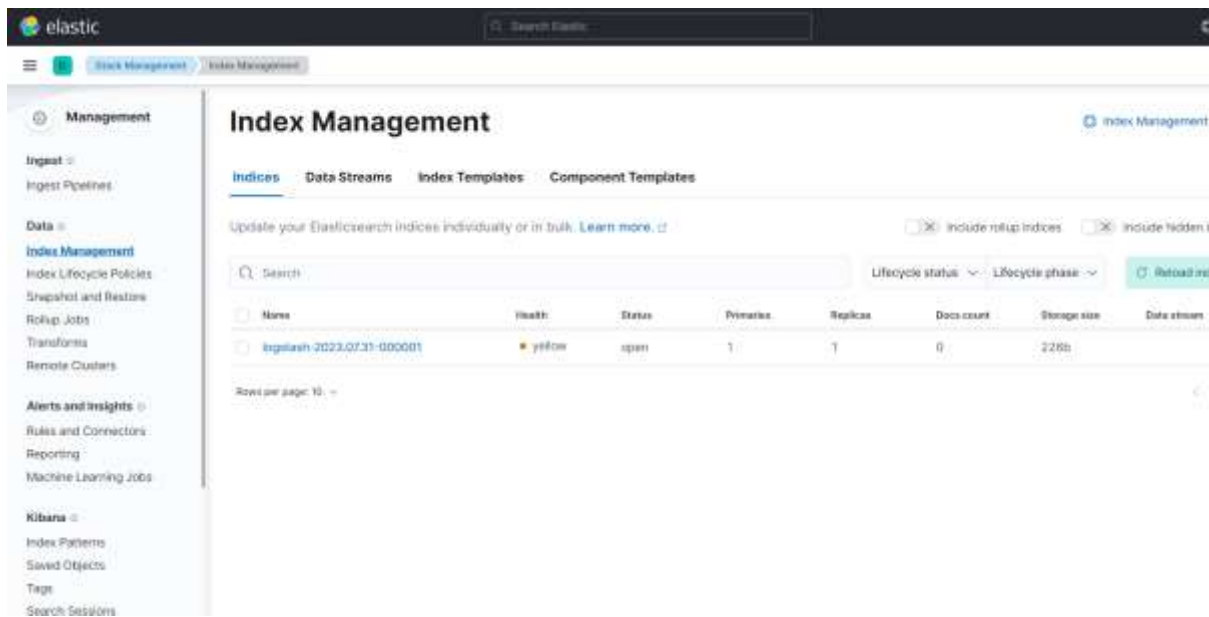 elastic
Search Elastic
Stack Management
Index Management
Management
Ingest
Ingest Pipelines
Data
Index Management
Index Lifecycle Policies
Snapshot and Restore
Rollup Jobs
Transforms
Remote Clusters
Alerts and Insights
Rules and Connectors
Reporting
Machine Learning Jobs
Kibana
Index Patterns
Saved Objects
Tags
Search Sessions
Index Management
Index Management
Indices Data Streams Index Templates Component Templates
Update your Elasticsearch indices individually or in bulk. Learn more.
Include rollup indices
Include hidden i
Search
Lifecycle status Lifecycle phase
Reload in
Name Health Status Primaries Replicas Docs count Storage size Data stream
logstash-2023.07.31-000001 yellow open 1 1 0 226b
Rows per page: 10